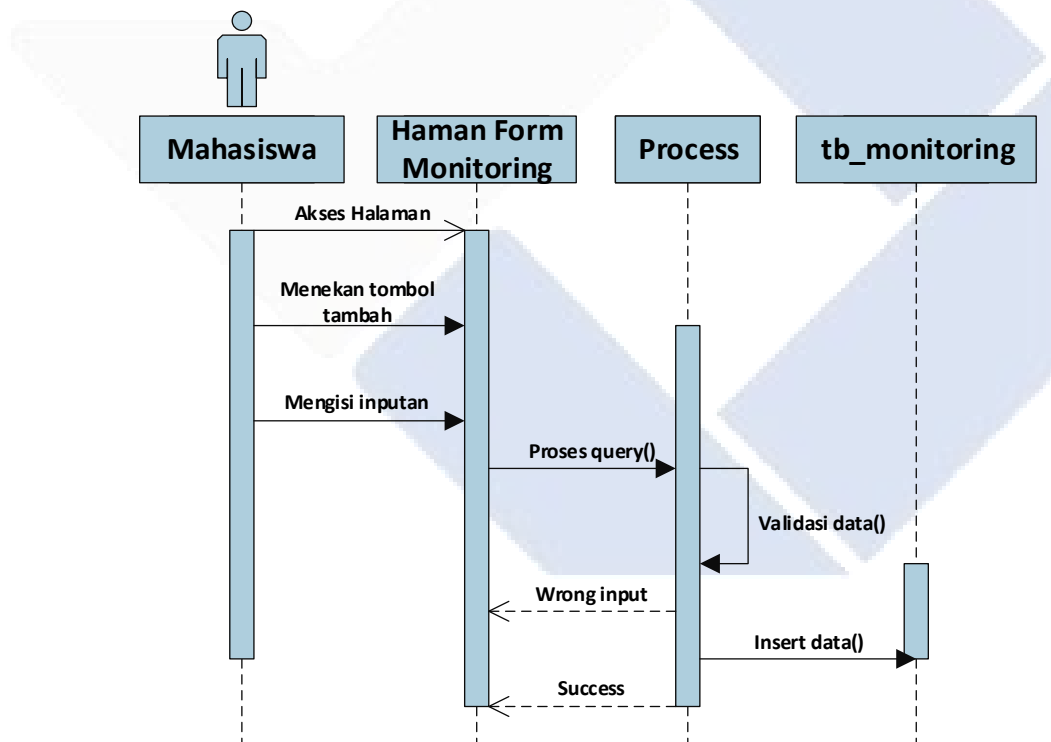 Mahasiswa
Haman Form
Monitoring
Process
tb_monitoring
Akses Halaman
Menekan tombol
tambah
Mengisi inputan
Proses query()
Validasi data()
Wrong input
Insert data()
Success